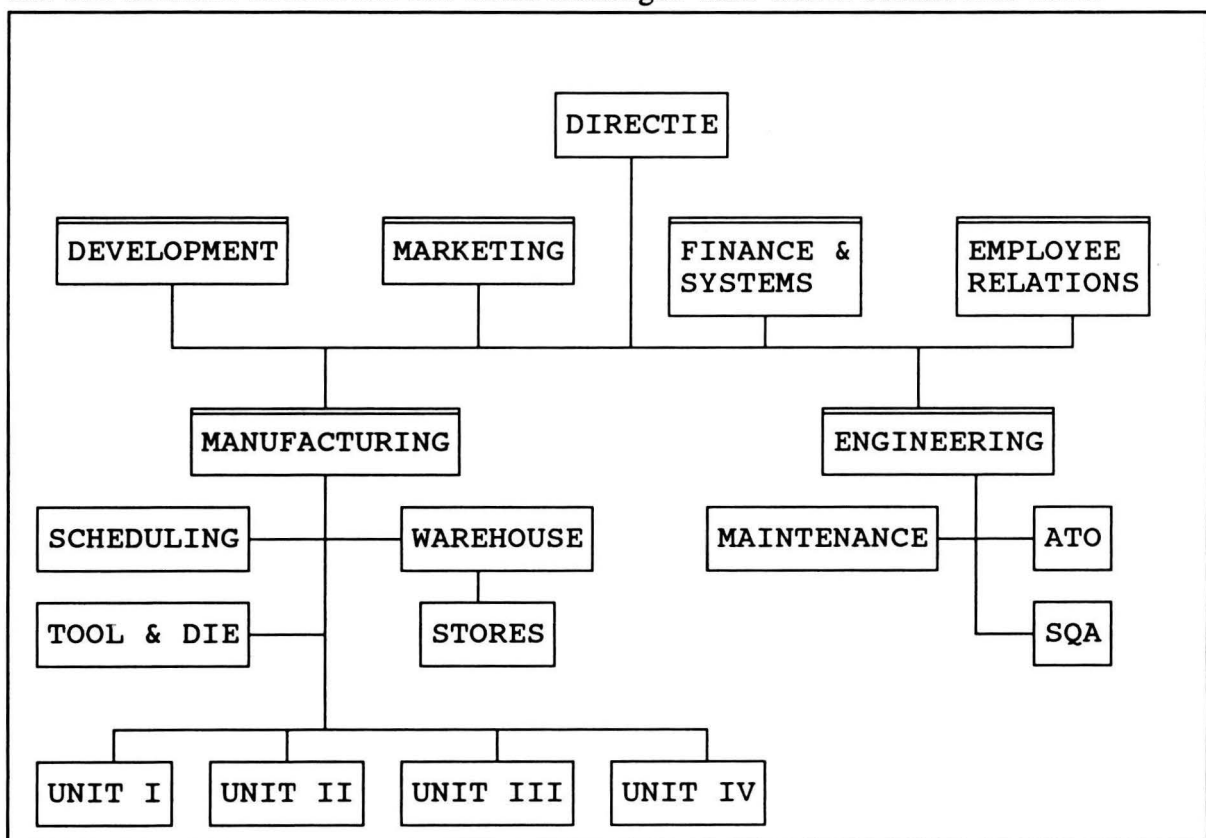 DIRECTIE
DEVELOPMENT
MARKETING
FINANCE &
SYSTEMS
EMPLOYEE
RELATIONS
MANUFACTURING
ENGINEERING
SCHEDULING
WAREHOUSE
MAINTENANCE
ATO
TOOL & DIE
STORES
SQA
UNIT I
UNIT II
UNIT III
UNIT IV